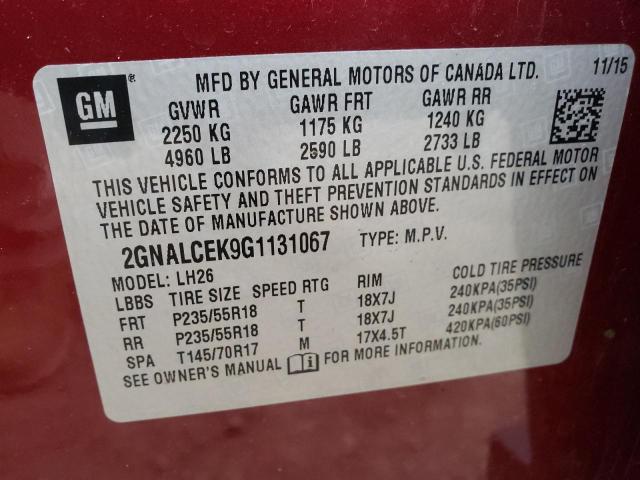 GM ®
MFD BY GENERAL MOTORS OF CANADA LTD. 11/15
GVWR GAWR FRT GAWR RR
2250 KG 1175 KG 1240 KG
4960 LB 2590 LB 2733 LB
THIS VEHICLE CONFORMS TO ALL APPLICABLE U.S. FEDERAL MOTOR
VEHICLE SAFETY AND THEFT PREVENTION STANDARDS IN EFFECT ON
THE DATE OF MANUFACTURE SHOWN ABOVE.
2GNALCEK9G1131067 TYPE: M.P.V.
MODEL: LH26
LBBS TIRE SIZE SPEED RTG RIM COLD TIRE PRESSURE
FRT P235/55R18 T 18X7J 240KPA(35PSI)
RR P235/55R18 T 18X7J 240KPA(35PSI)
SPA T145/70R17 M 17X4.5T 420KPA(60PSI)
SEE OWNER'S MANUAL i FOR MORE INFORMATION.